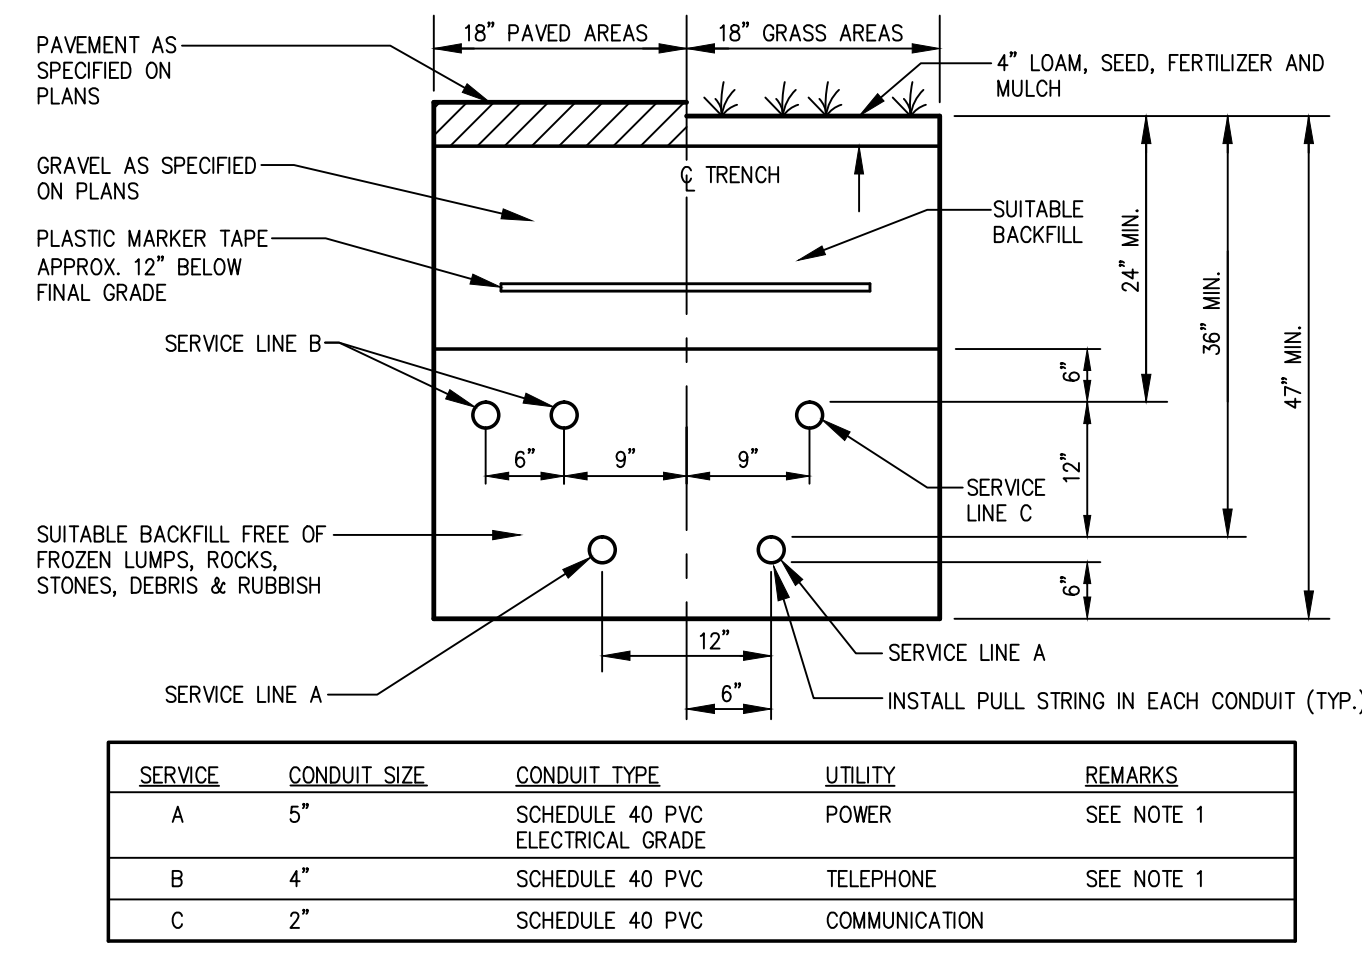 18" PAVED AREAS
18" GRASS AREAS
PAVEMENT AS
SPECIFIED ON
PLANS
4" LOAM, SEED, FERTILIZER AND
MULCH
GRAVEL AS SPECIFIED
ON PLANS
℄ TRENCH
SUITABLE
BACKFILL
PLASTIC MARKER TAPE
APPROX. 12" BELOW
FINAL GRADE
24" MIN.
36" MIN.
47" MIN.
SERVICE LINE B
6"
6"
9"
9"
12"
SERVICE
LINE C
SUITABLE BACKFILL FREE OF
FROZEN LUMPS, ROCKS,
STONES, DEBRIS & RUBBISH
6"
12"
SERVICE LINE A
SERVICE LINE A
6"
INSTALL PULL STRING IN EACH CONDUIT (TYP.)
SERVICE CONDUIT SIZE CONDUIT TYPE UTILITY REMARKS
A 5" SCHEDULE 40 PVC POWER SEE NOTE 1
ELECTRICAL GRADE
B 4" SCHEDULE 40 PVC TELEPHONE SEE NOTE 1
C 2" SCHEDULE 40 PVC COMMUNICATION